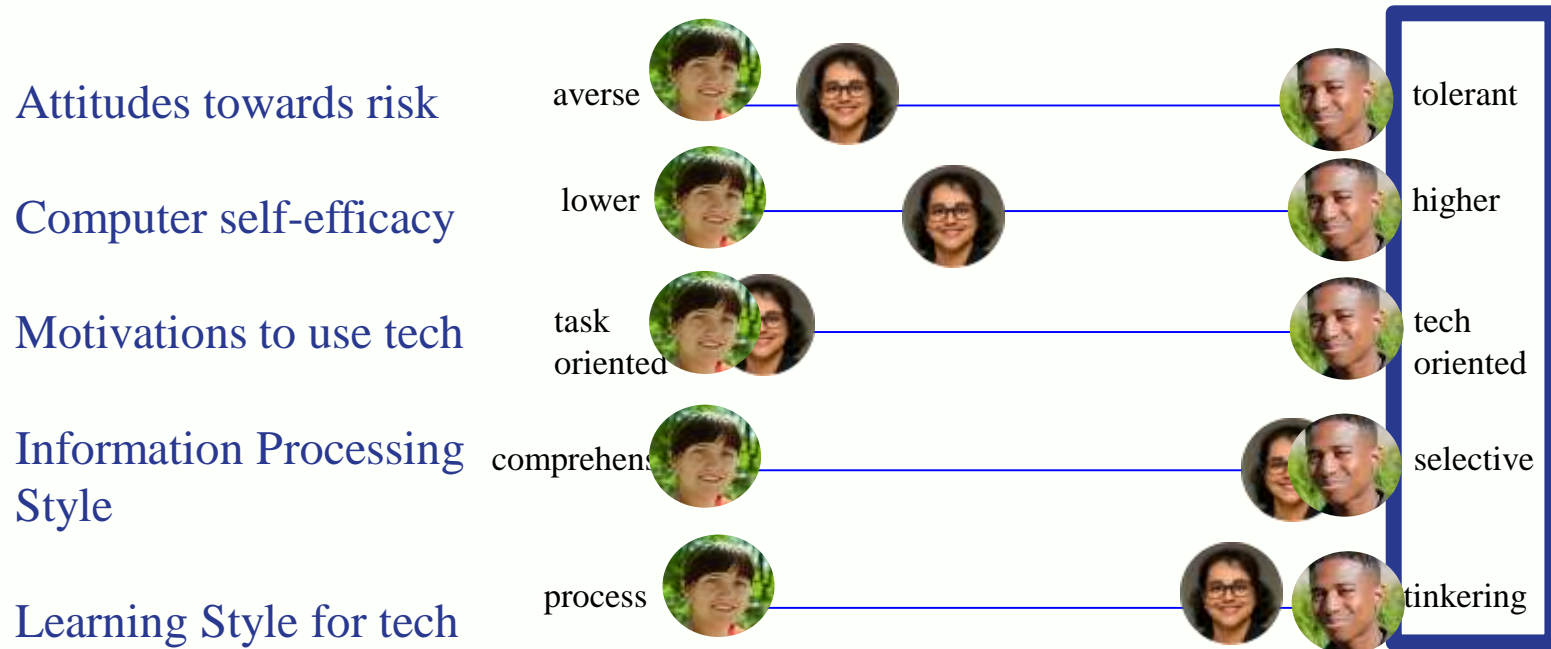 Attitudes towards risk
averse
tolerant
Computer self-efficacy
lower
higher
Motivations to use tech
task
oriented
tech
oriented
Information Processing
Style
comprehens
selective
Learning Style for tech
process
tinkering